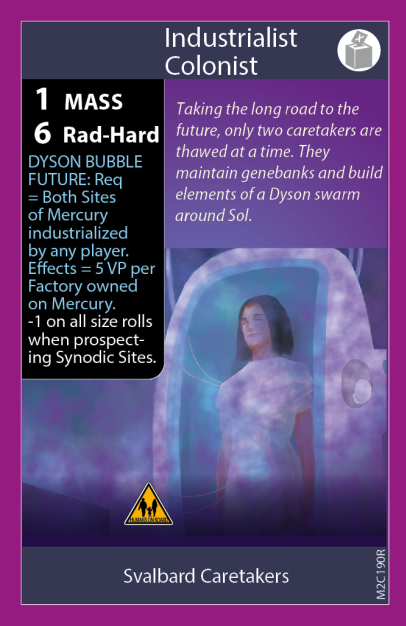 Industrialist
Colonist
1 MASS
6 Rad-Hard
DYSON BUBBLE
FUTURE: Req
= Both Sites
of Mercury
industrialized
by any player.
Effects = 5 VP per
Factory owned
on Mercury.
-1 on all size rolls
when prospect-
ing Synodic Sites.
Taking the long road to the
future, only two caretakers are
thawed at a time. They
maintain genebanks and build
elements of a Dyson swarm
around Sol.
Svalbard Caretakers
M2C190R